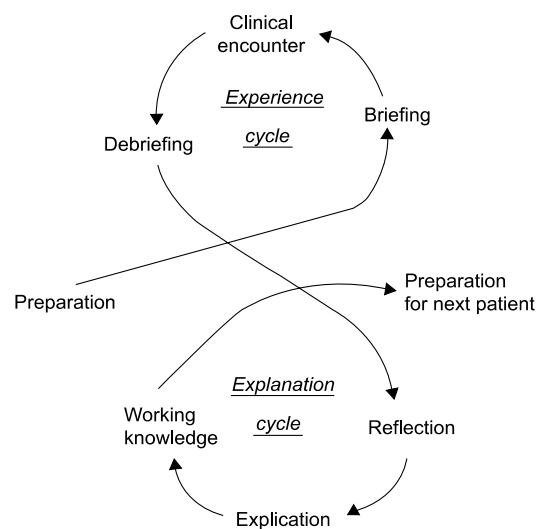 Clinical
encounter
Experience
cycle
Briefing
Debriefing
Preparation
Preparation
for next patient
Explanation
cycle
Working
knowledge
Reflection
Explication